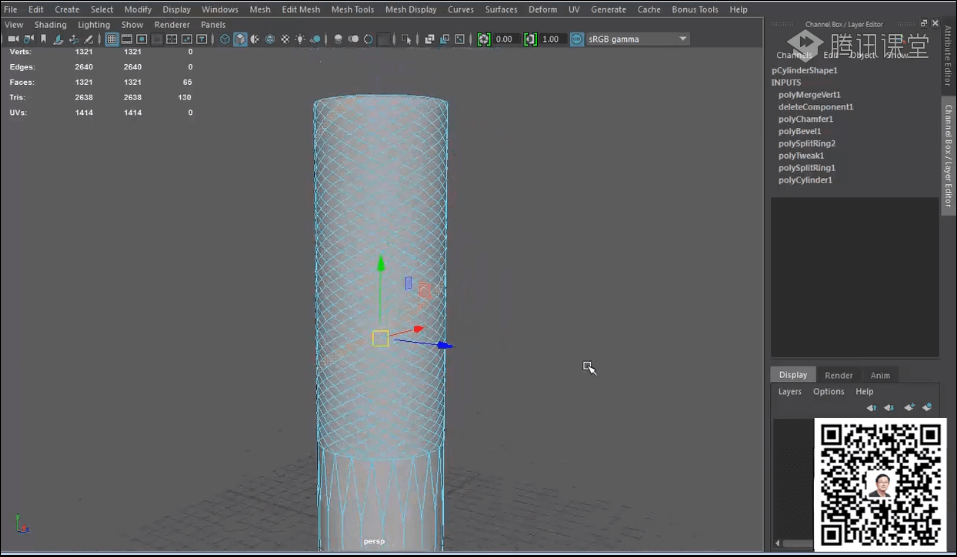 File Edit Create Select Modify Display Windows Mesh Edit Mesh Mesh Tools Mesh Display Curves Surfaces Deform UV Generate Cache Bonus Tools Help
View Shading Lighting Show Renderer Panels
Channel Box / Layer Editor
0.00 1.00 sRGB gamma
腾讯课堂
Channels Edit Object Show
Verts: 1321 1321 0
Edges: 2640 2640 0
Faces: 1321 1321 65
Tris: 2638 2638 130
UVs: 1414 1414 0
pCylinderShape1
INPUTS
polyMergeVert1
deleteComponent1
polyChamfer1
polyBevel1
polySplitRing2
polyTweak1
polySplitRing1
polyCylinder1
Attribute Editor
Channel Box / Layer Editor
Display Render Anim
Layers Options Help
persp